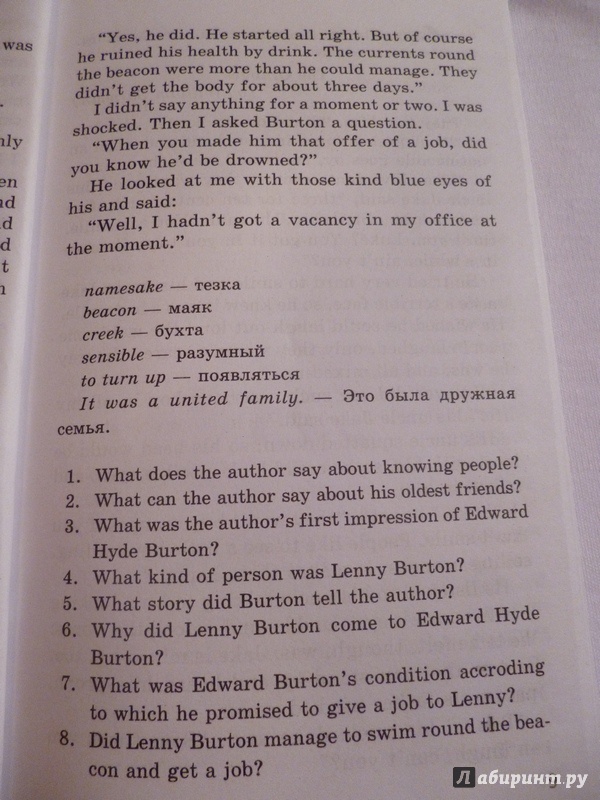 was
"Yes, he did. He started all right. But of course
he ruined his health by drink. The currents round
the beacon were more than he could manage. They
didn't get the body for about three days."
I didn't say anything for a moment or two. I was
shocked. Then I asked Burton a question.
"When you made him that offer of a job, did
you know he'd be drowned?"
He looked at me with those kind blue eyes of
his and said:
"Well, I hadn't got a vacancy in my office at
the moment."
namesake — тезка
beacon — маяк
creek — бухта
sensible — разумный
to turn up — появляться
It was a united family. — Это была дружная
семья.
1. What does the author say about knowing people?
2. What can the author say about his oldest friends?
3. What was the author's first impression of Edward
Hyde Burton?
4. What kind of person was Lenny Burton?
5. What story did Burton tell the author?
6. Why did Lenny Burton come to Edward Hyde
Burton?
7. What was Edward Burton's condition accroding
to which he promised to give a job to Lenny?
8. Did Lenny Burton manage to swim round the bea-
con and get a job?
Лабиринт.ру